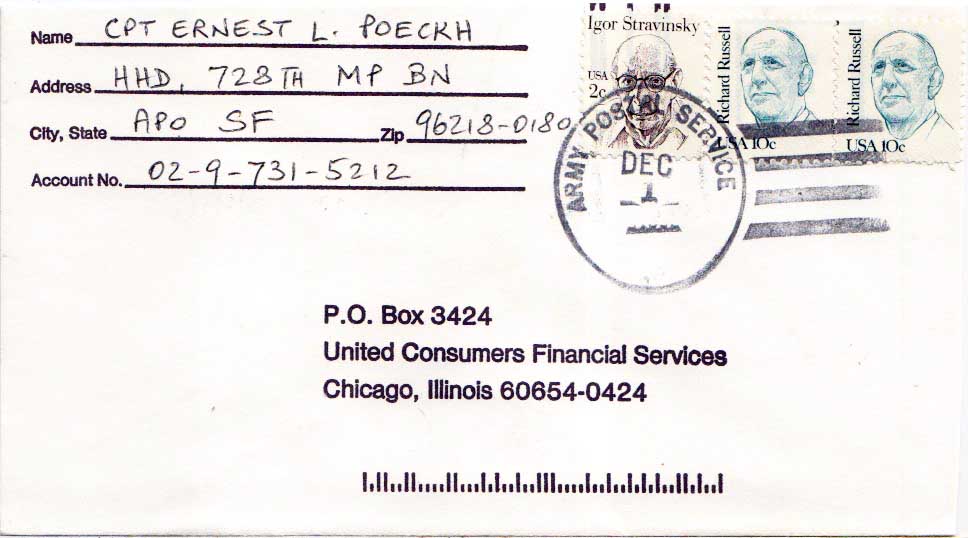 Name CPT ERNEST L. POECKH
Address HHD, 728TH MP BN
City, State APO SF Zip 96218-0180
Account No. 02-9-731-5212
Igor Stravinsky
USA
2c
Richard Russell
USA 10c
Richard Russell
USA 10c
ARMY POSTAL SERVICE
DEC
1
P.O. Box 3424
United Consumers Financial Services
Chicago, Illinois 60654-0424